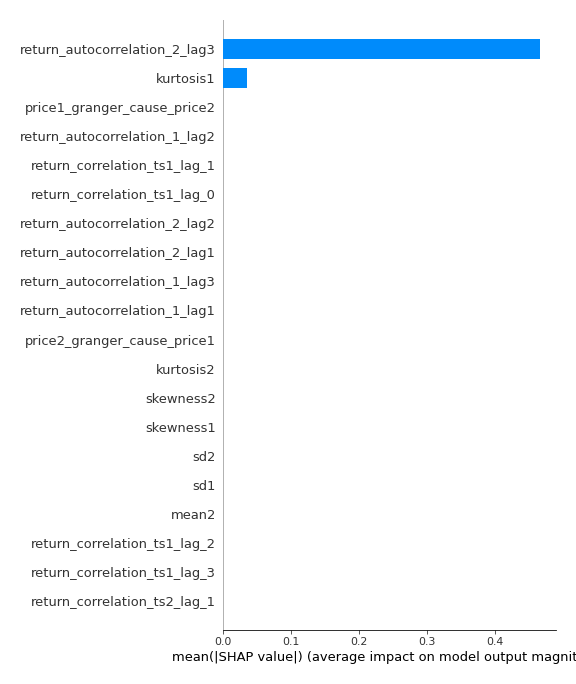 return_autocorrelation_2_lag3
kurtosis1
price1_granger_cause_price2
return_autocorrelation_1_lag2
return_correlation_ts1_lag_1
return_correlation_ts1_lag_0
return_autocorrelation_2_lag2
return_autocorrelation_2_lag1
return_autocorrelation_1_lag3
return_autocorrelation_1_lag1
price2_granger_cause_price1
kurtosis2
skewness2
skewness1
sd2
sd1
mean2
return_correlation_ts1_lag_2
return_correlation_ts1_lag_3
return_correlation_ts2_lag_1
0.0 0.1 0.2 0.3 0.4
mean(|SHAP value|) (average impact on model output magnit